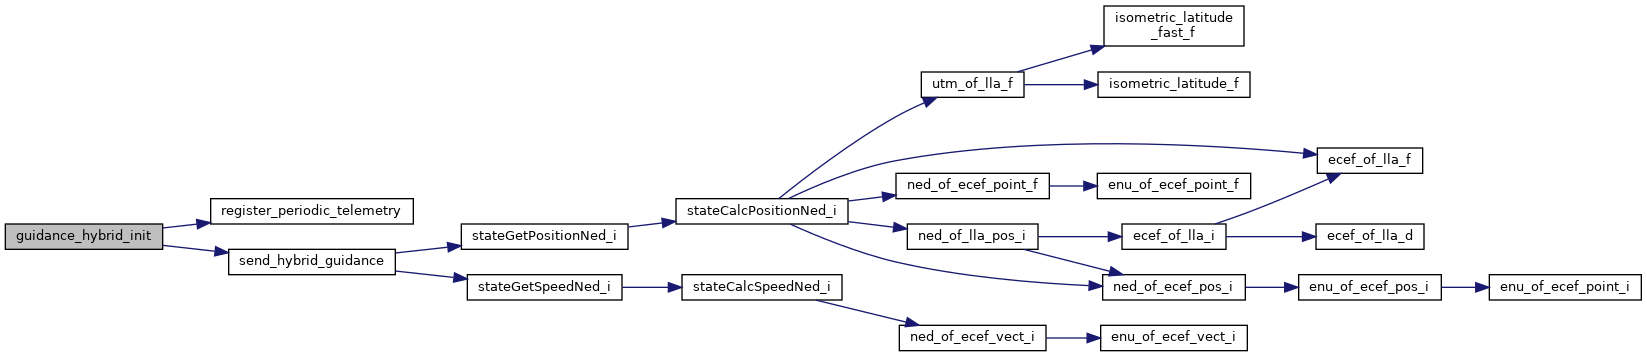 isometric_latitude
_fast_f
utm_of_lla_f
isometric_latitude_f
ecef_of_lla_f
ned_of_ecef_point_f
enu_of_ecef_point_f
register_periodic_telemetry
stateCalcPositionNed_i
guidance_hybrid_init
stateGetPositionNed_i
ned_of_lla_pos_i
ecef_of_lla_i
ecef_of_lla_d
send_hybrid_guidance
stateGetSpeedNed_i
stateCalcSpeedNed_i
ned_of_ecef_pos_i
enu_of_ecef_pos_i
enu_of_ecef_point_i
ned_of_ecef_vect_i
enu_of_ecef_vect_i